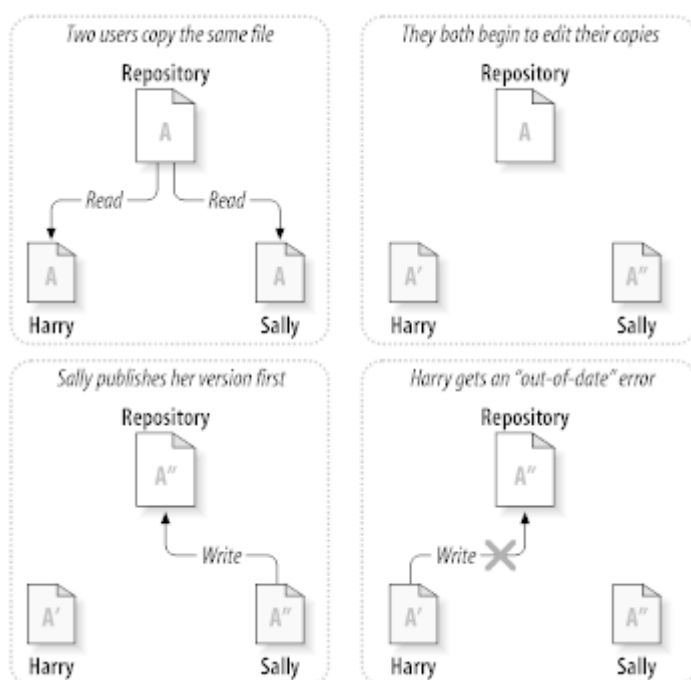 Two users copy the same file
Repository
A
Read
Read
A
A
Harry
Sally
They both begin to edit their copies
Repository
A
A′
A″
Harry
Sally
Sally publishes her version first
Repository
A″
Write
A′
A″
Harry
Sally
Harry gets an “out-of-date” error
Repository
A″
Write
A′
A″
Harry
Sally